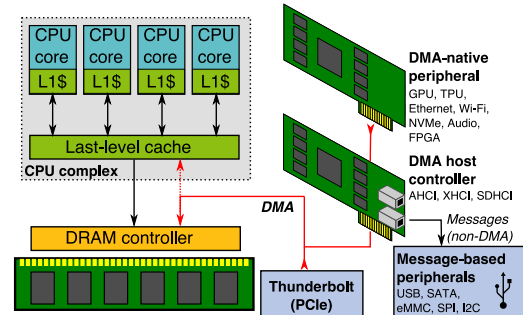 CPU core
CPU core
CPU core
CPU core
L1$
L1$
L1$
L1$
Last-level cache
CPU complex
DRAM controller
DMA
Thunderbolt
(PCIe)
DMA-native
peripheral
GPU, TPU,
Ethernet, Wi-Fi,
NVMe, Audio,
FPGA
DMA host
controller
AHCI, XHCI, SDHCI
Messages
(non-DMA)
Message-based
peripherals
USB, SATA,
eMMC, SPI, I2C